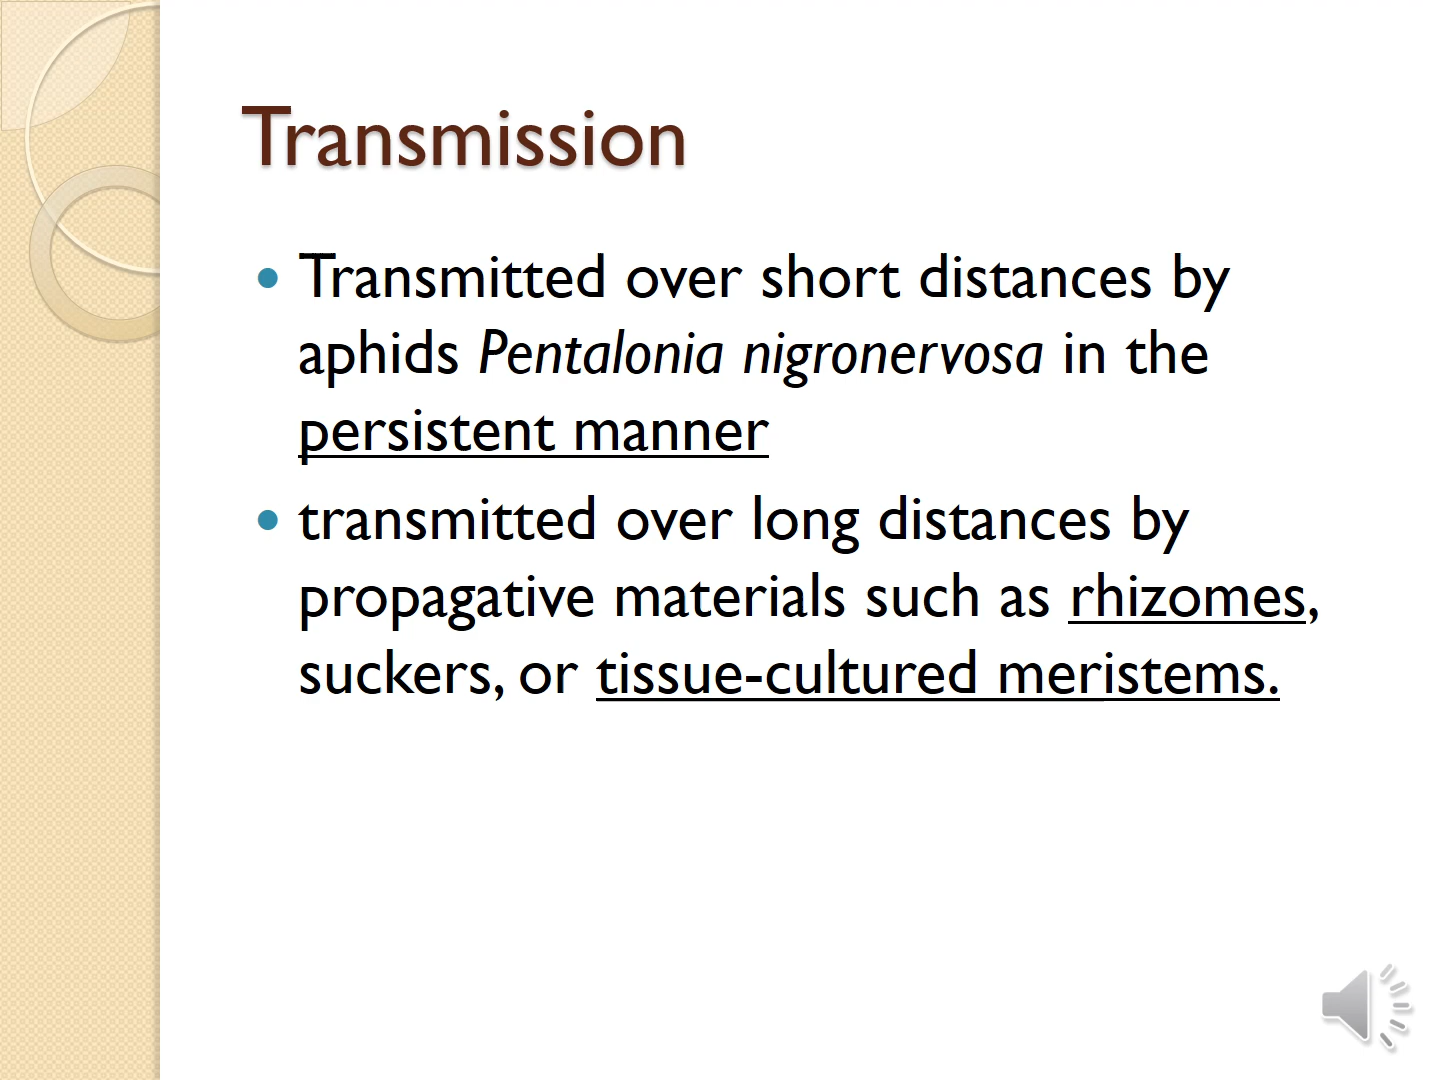 Transmission
Transmitted over short distances by
aphids Pentalonia nigronervosa in the
persistent manner
transmitted over long distances by
propagative materials such as rhizomes,
suckers, or tissue-cultured meristems.